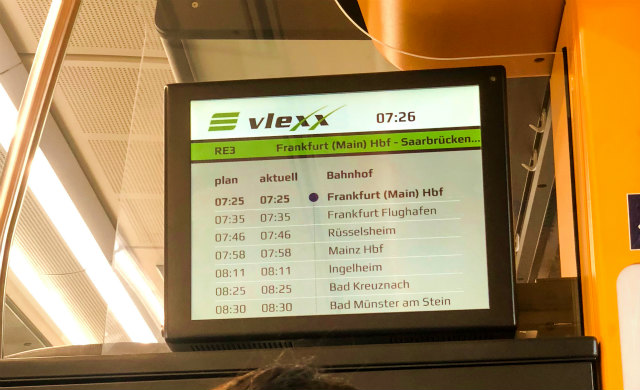 vlexx 07:26
RE3 Frankfurt (Main) Hbf - Saarbrücken...
plan aktuell Bahnhof
07:25 07:25 Frankfurt (Main) Hbf
07:35 07:35 Frankfurt Flughafen
07:46 07:46 Rüsselsheim
07:58 07:58 Mainz Hbf
08:11 08:11 Ingelheim
08:25 08:25 Bad Kreuznach
08:30 08:30 Bad Münster am Stein